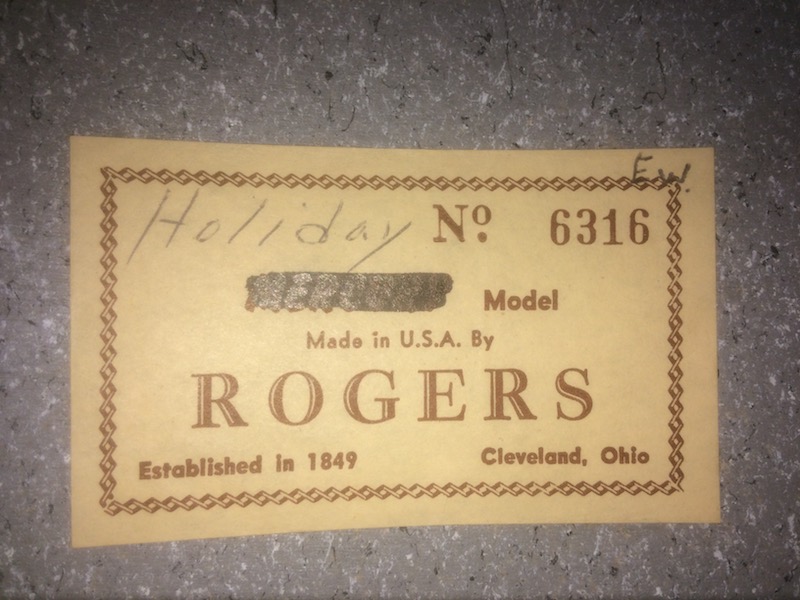 E.W.
Holiday Nº 6316
Model
Made in U.S.A. By
ROGERS
Established in 1849 Cleveland, Ohio